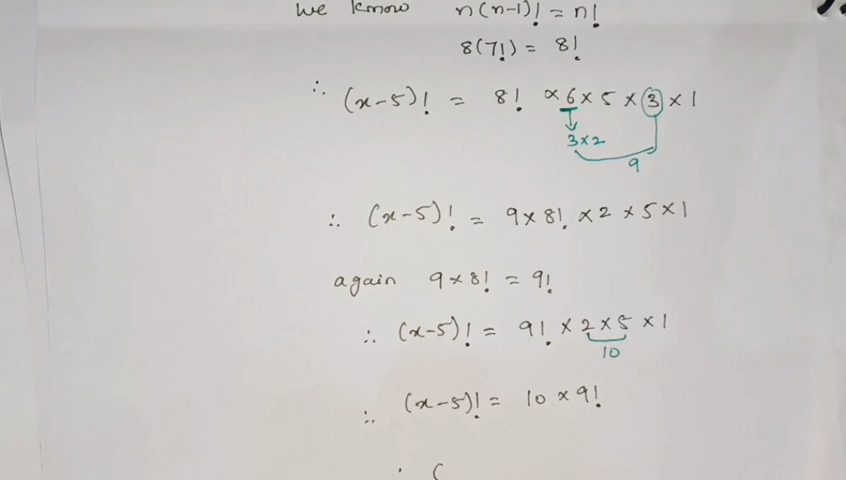 We know n(n-1)! = n!
8(7!) = 8!
∴ (x-5)! = 8! × 6 × 5 × 3 × 1
3×2
9
∴ (x-5)! = 9 × 8! × 2 × 5 × 1
again 9 × 8! = 9!
∴ (x-5)! = 9! × 2 × 5 × 1
10
∴ (x-5)! = 10 × 9!
∴ (